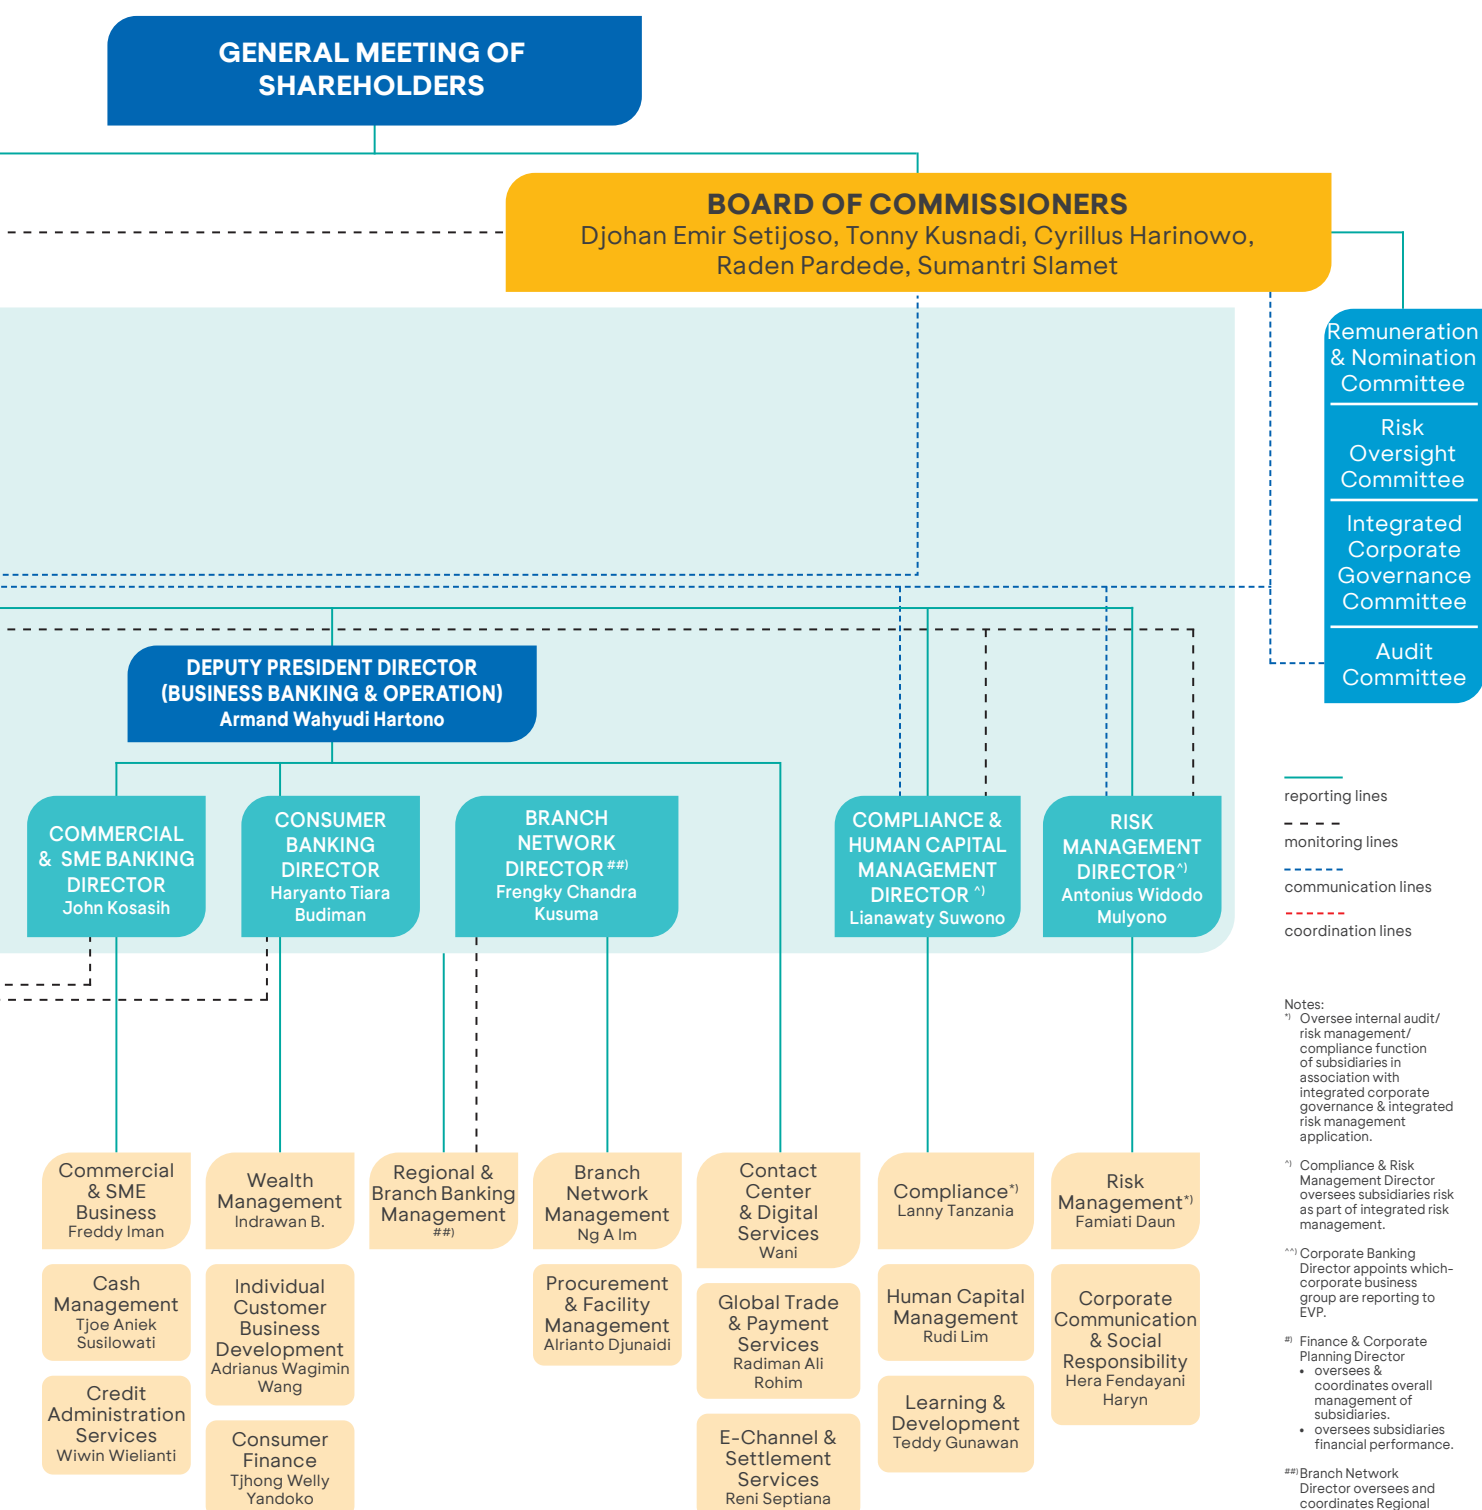 GENERAL MEETING OF
SHAREHOLDERS
BOARD OF COMMISSIONERS
Djohan Emir Setijoso, Tonny Kusnadi, Cyrillus Harinowo,
Raden Pardede, Sumantri Slamet
Remuneration
& Nomination
Committee
Risk
Oversight
Committee
Integrated
Corporate
Governance
Committee
Audit
Committee
DEPUTY PRESIDENT DIRECTOR
(BUSINESS BANKING & OPERATION)
Armand Wahyudi Hartono
COMMERCIAL
& SME BANKING
DIRECTOR
John Kosasih
CONSUMER
BANKING
DIRECTOR
Haryanto Tiara
Budiman
BRANCH
NETWORK
DIRECTOR ##)
Frengky Chandra
Kusuma
COMPLIANCE &
HUMAN CAPITAL
MANAGEMENT
DIRECTOR ^)
Lianawaty Suwono
RISK
MANAGEMENT
DIRECTOR^)
Antonius Widodo
Mulyono
reporting lines
monitoring lines
communication lines
coordination lines
Commercial
& SME
Business
Freddy Iman
Cash
Management
Tjoe Aniek
Susilowati
Credit
Administration
Services
Wiwin Wielianti
Wealth
Management
Indrawan B.
Individual
Customer
Business
Development
Adrianus Wagimin
Wang
Consumer
Finance
Tjhong Welly
Yandoko
Regional &
Branch Banking
Management
##)
Branch
Network
Management
Ng A Im
Procurement
& Facility
Management
Alrianto Djunaidi
Contact
Center
& Digital
Services
Wani
Global Trade
& Payment
Services
Radiman Ali
Rohim
E-Channel &
Settlement
Services
Reni Septiana
Compliance*)
Lanny Tanzania
Human Capital
Management
Rudi Lim
Learning &
Development
Teddy Gunawan
Risk
Management*)
Famiati Daun
Corporate
Communication
& Social
Responsibility
Hera Fendayani
Haryn
Notes:
*) Oversee internal audit/
risk management/
compliance function
of subsidiaries in
association with
integrated corporate
governance & integrated
risk management
application.
^) Compliance & Risk
Management Director
oversees subsidiaries risk
as part of integrated risk
management.
^^) Corporate Banking
Director appoints which-
corporate business
group are reporting to
EVP.
#) Finance & Corporate
Planning Director
• oversees &
coordinates overall
management of
subsidiaries.
• oversees subsidiaries
financial performance.
##) Branch Network
Director oversees and
coordinates Regional